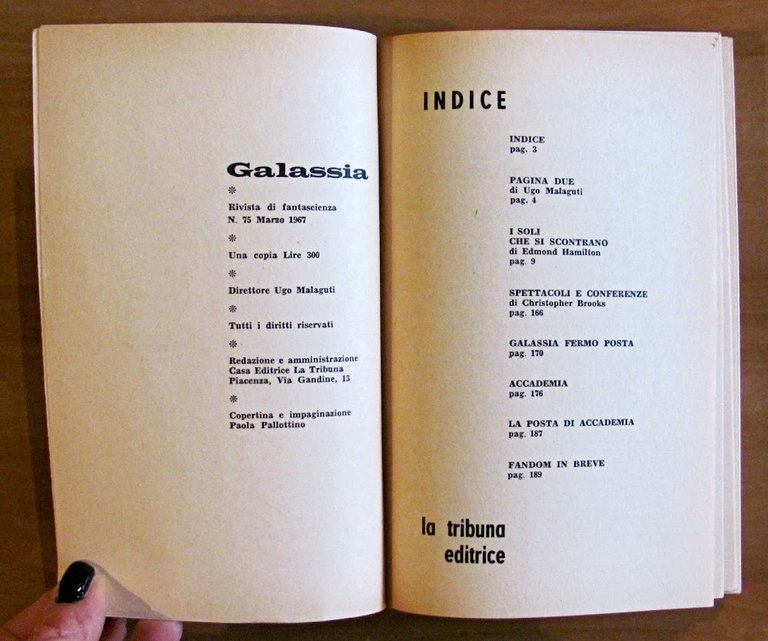 Galassia
Rivista di fantascienza
N. 75 Marzo 1967
Una copia Lire 300
Direttore Ugo Malaguti
Tutti i diritti riservati
Redazione e amministrazione
Casa Editrice La Tribuna
Piacenza, Via Gandine, 13
Copertina e impaginazione
Paola Pallottino
INDICE
INDICE
pag. 3
PAGINA DUE
di Ugo Malaguti
pag. 4
I SOLI
CHE SI SCONTRANO
di Edmond Hamilton
pag. 9
SPETTACOLI E CONFERENZE
di Christopher Brooks
pag. 166
GALASSIA FERMO POSTA
pag. 170
ACCADEMIA
pag. 176
LA POSTA DI ACCADEMIA
pag. 187
FANDOM IN BREVE
pag. 189
la tribuna
editrice